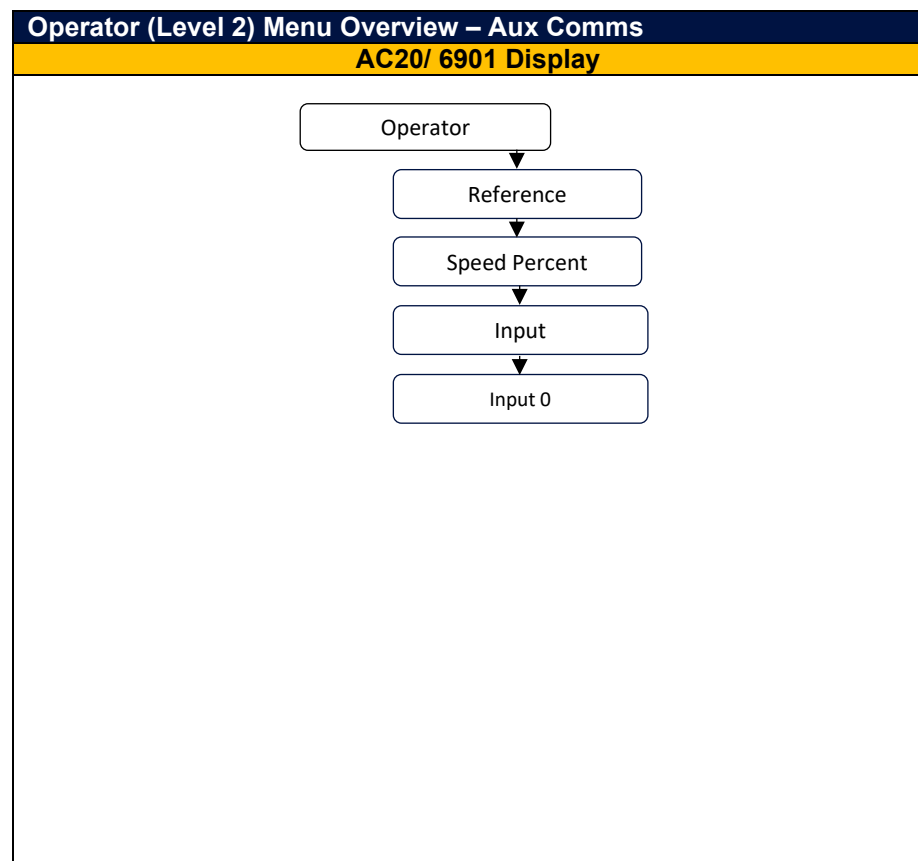 Operator (Level 2) Menu Overview – Aux Comms
AC20/ 6901 Display
Operator
Reference
Speed Percent
Input
Input 0